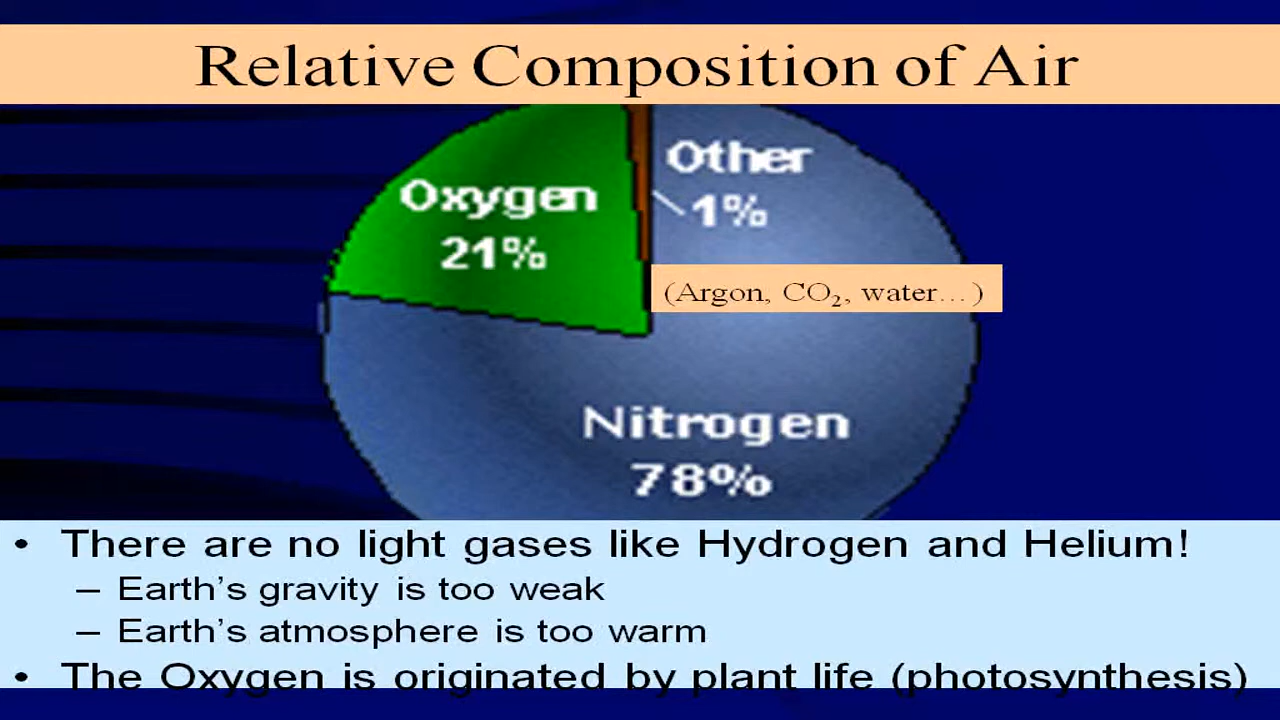 Relative Composition of Air
Other
1%
Oxygen
21%
(Argon, CO₂, water…)
Nitrogen
78%
• There are no light gases like Hydrogen and Helium!
– Earth’s gravity is too weak
– Earth’s atmosphere is too warm
• The Oxygen is originated by plant life (photosynthesis)